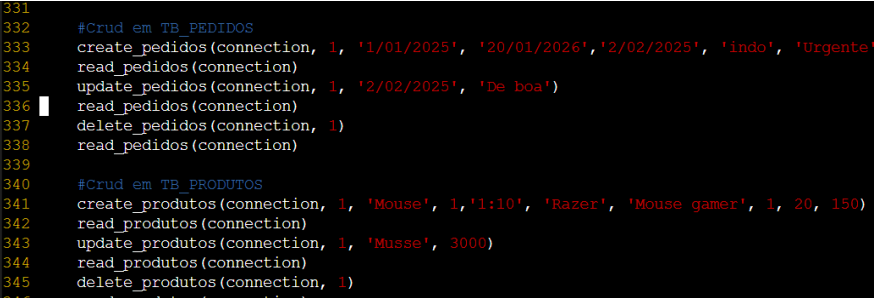 331
332 #Crud em TB_PEDIDOS
333 create_pedidos(connection, 1, '1/01/2025', '20/01/2026','2/02/2025', 'indo', 'Urgente'
334 read_pedidos(connection)
335 update_pedidos(connection, 1, '2/02/2025', 'De boa')
336 read_pedidos(connection)
337 delete_pedidos(connection, 1)
338 read_pedidos(connection)
339
340 #Crud em TB_PRODUTOS
341 create_produtos(connection, 1, 'Mouse', 1,'1:10', 'Razer', 'Mouse gamer', 1, 20, 150)
342 read_produtos(connection)
343 update_produtos(connection, 1, 'Musse', 3000)
344 read_produtos(connection)
345 delete_produtos(connection, 1)